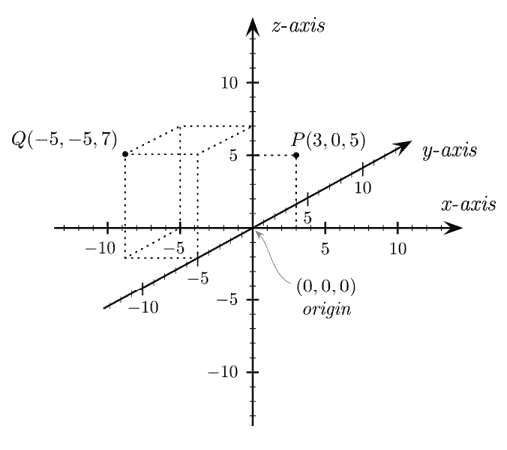 z-axis
10
Q(−5, −5, 7)
P(3, 0, 5)
5
y-axis
10
x-axis
5
−10
−5
5
10
−5
−10
−5
(0, 0, 0)
origin
−10